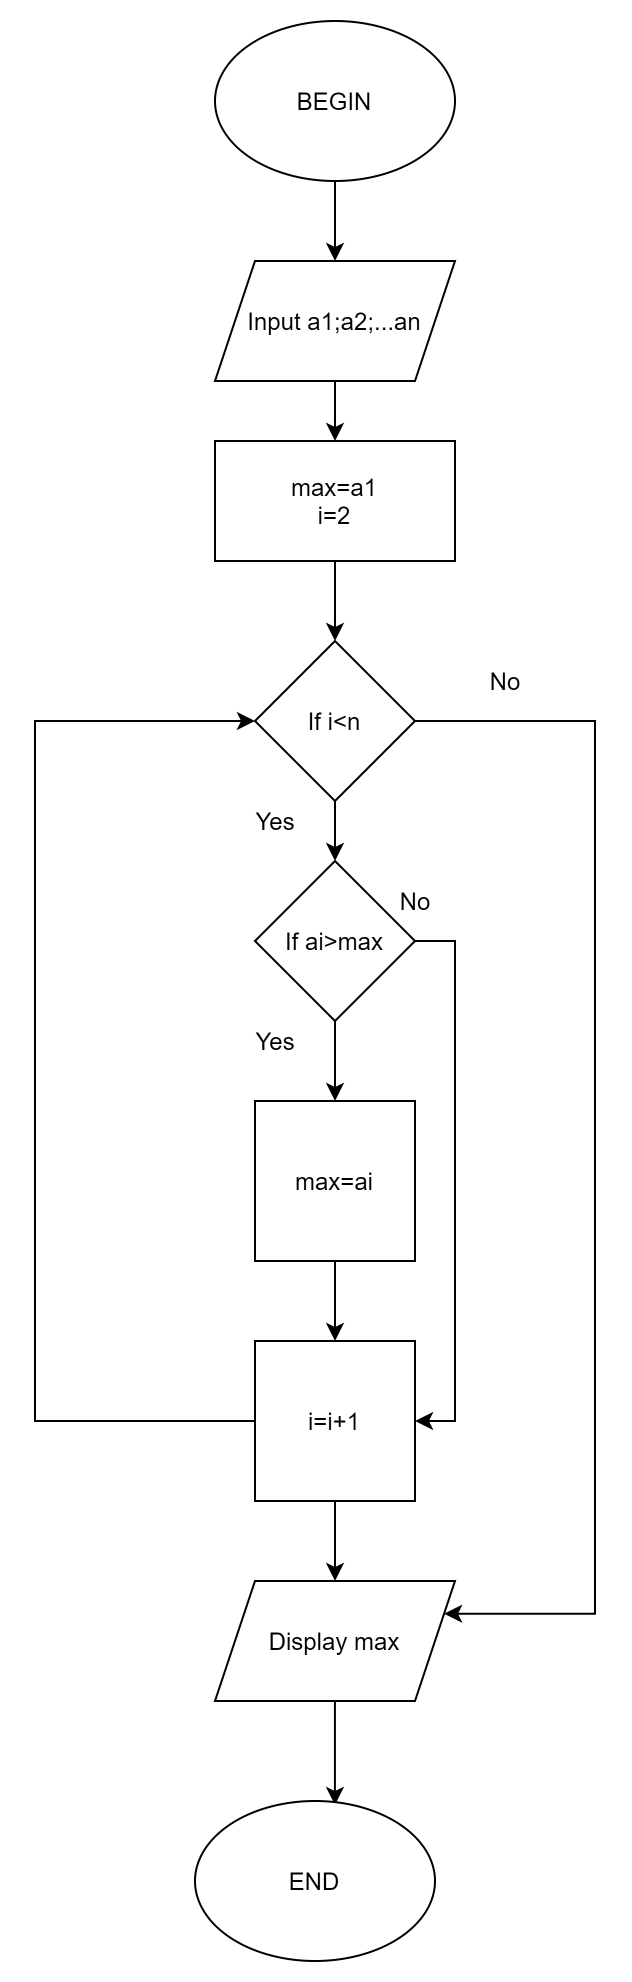 BEGIN
Input a1;a2;...an
max=a1
i=2
If i<n
No
Yes
No
If ai>max
Yes
max=ai
i=i+1
Display max
END